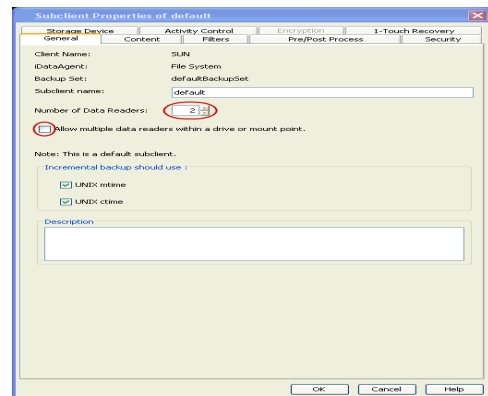 Subclient Properties of default
Storage Device Activity Control Encryption 1-Touch Recovery
General Content Filters Pre/Post Process Security
Client Name: SUN
iDataAgent: File System
Backup Set: defaultBackupSet
Subclient name: default
Number of Data Readers: 2
Allow multiple data readers within a drive or mount point.
Note: This is a default subclient.
Incremental backup should use :
UNIX mtime
UNIX ctime
Description
OK Cancel Help